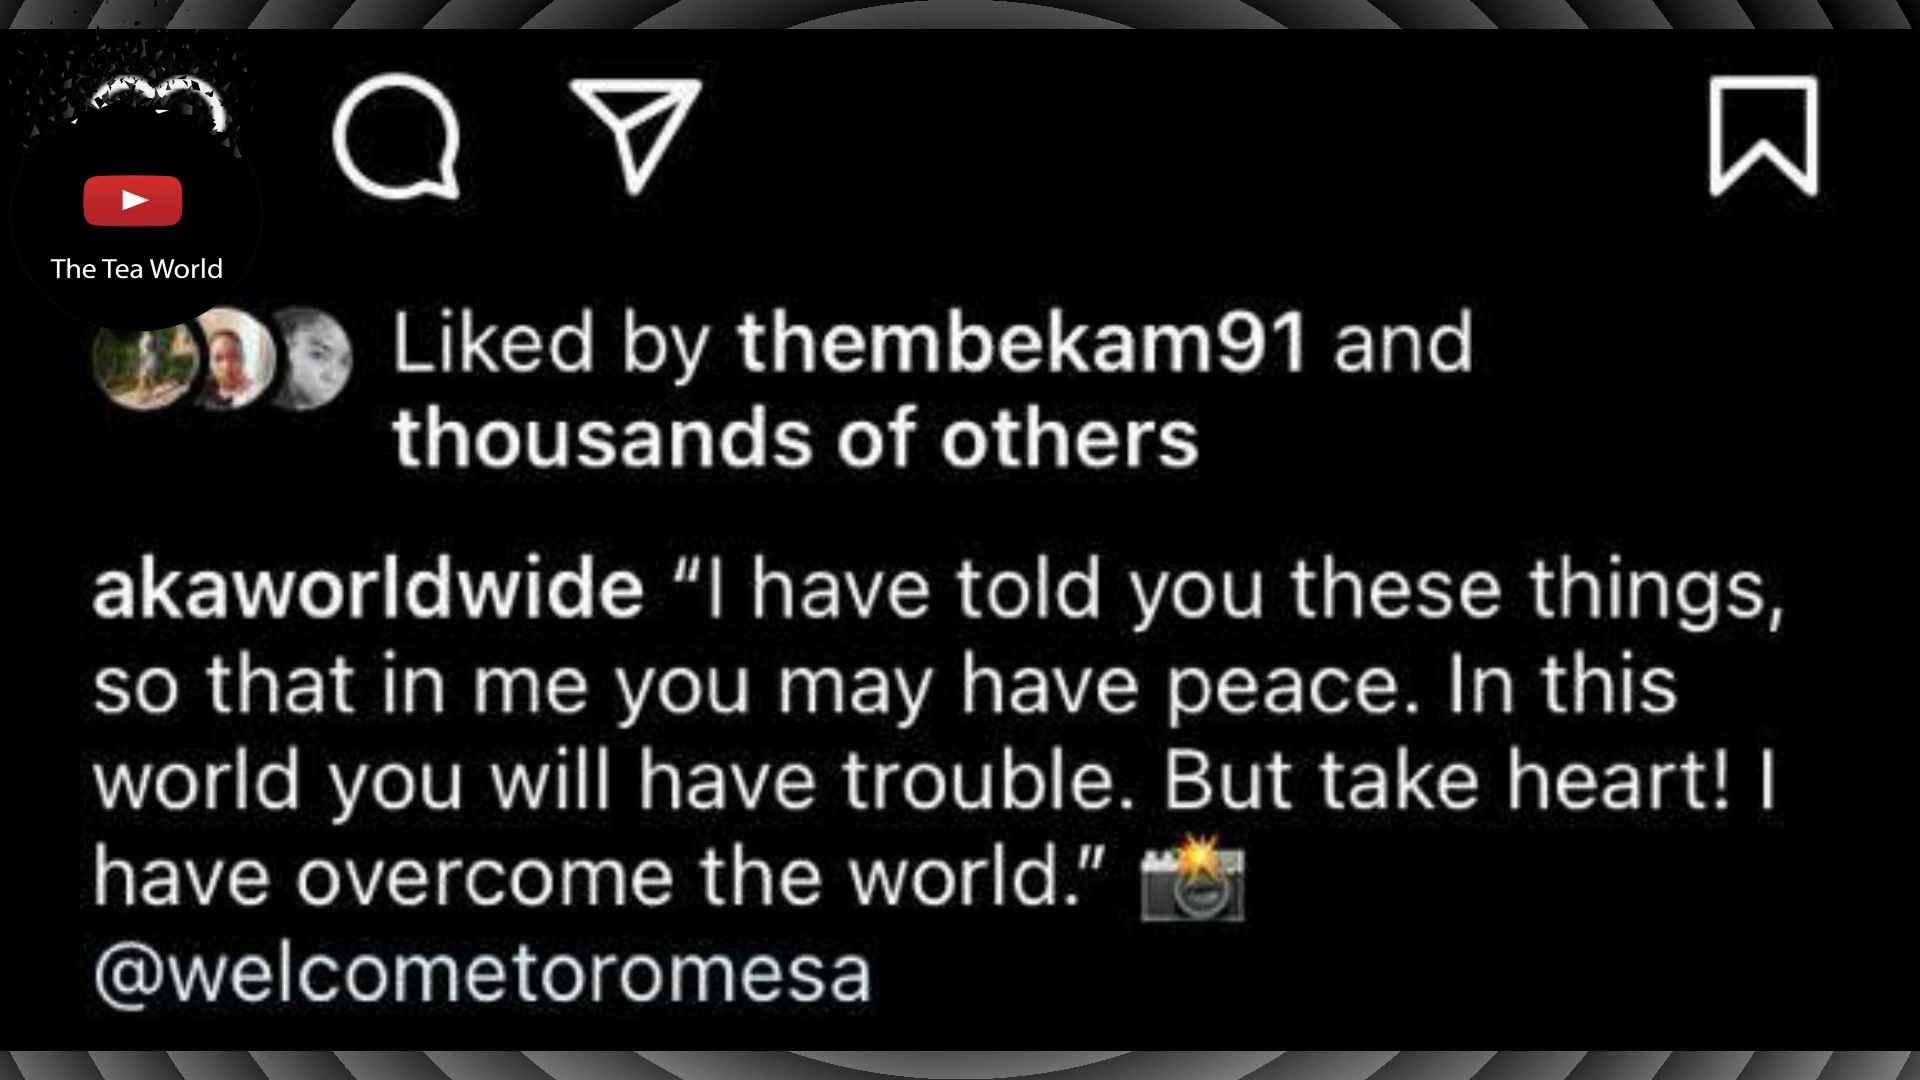 The Tea World
Liked by thembekam91 and
thousands of others
akaworldwide “I have told you these things,
so that in me you may have peace. In this
world you will have trouble. But take heart! I
have overcome the world.” 📸
@welcometoromesa